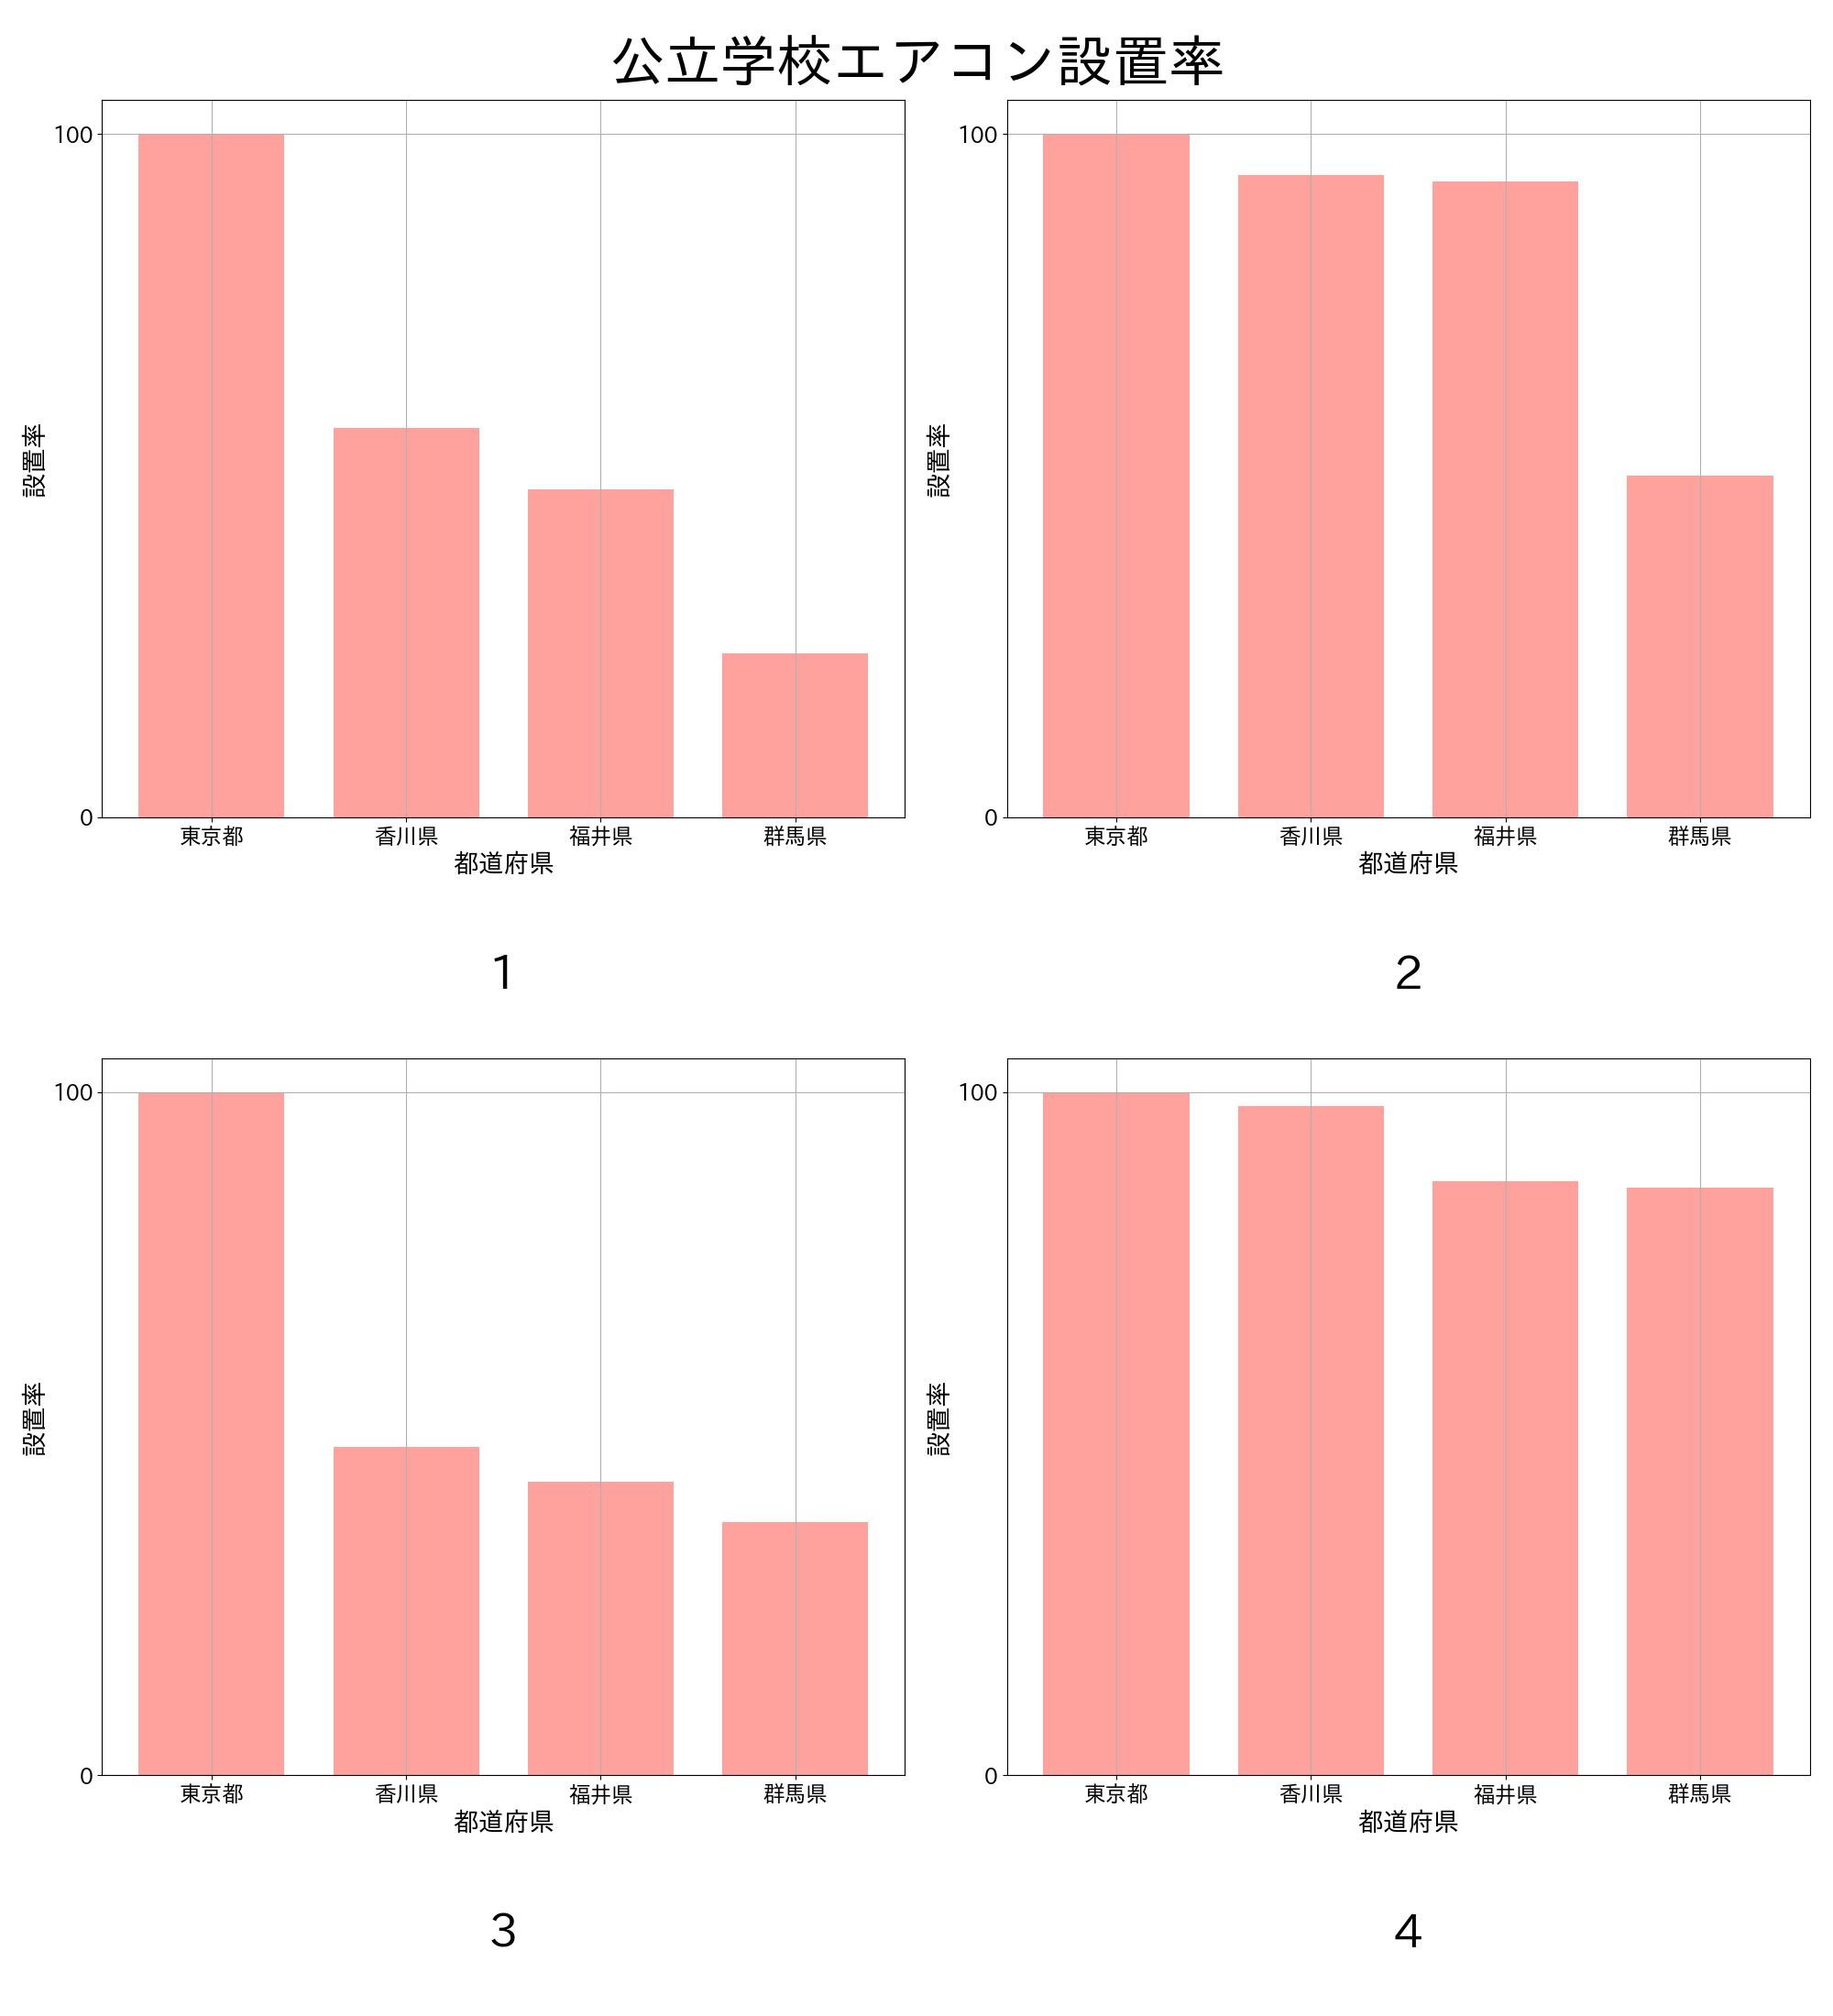 公立学校エアコン設置率
100
0
設置率
東京都 香川県 福井県 群馬県
都道府県
1
100
0
設置率
東京都 香川県 福井県 群馬県
都道府県
2
100
0
設置率
東京都 香川県 福井県 群馬県
都道府県
3
100
0
設置率
東京都 香川県 福井県 群馬県
都道府県
4